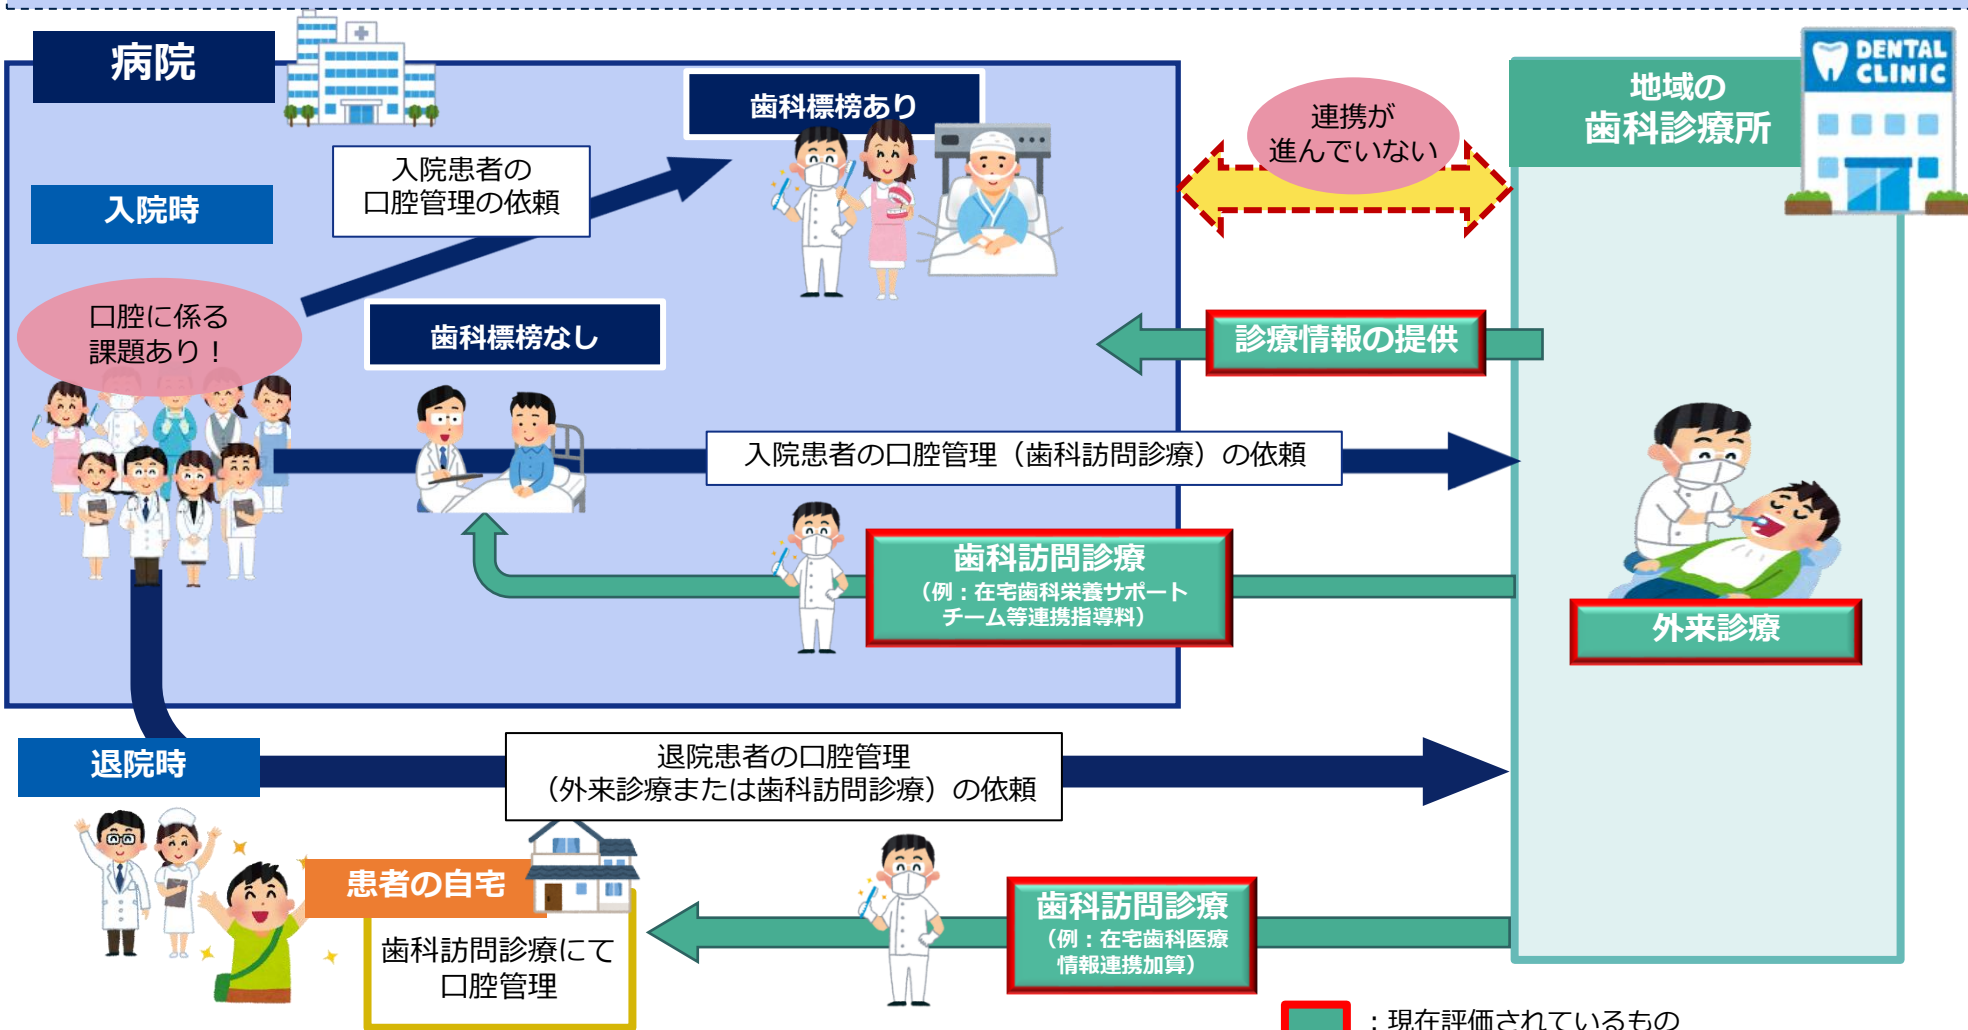 病院
歯科標榜あり
入院患者の
口腔管理の依頼
入院時
口腔に係る
課題あり！
歯科標榜なし
連携が
進んでいない
地域の
歯科診療所
DENTAL
CLINIC
診療情報の提供
入院患者の口腔管理（歯科訪問診療）の依頼
歯科訪問診療
（例：在宅歯科栄養サポート
チーム等連携指導料）
外来診療
退院時
退院患者の口腔管理
（外来診療または歯科訪問診療）の依頼
患者の自宅
歯科訪問診療にて
口腔管理
歯科訪問診療
（例：在宅歯科医療
情報連携加算）
：現在評価されているもの